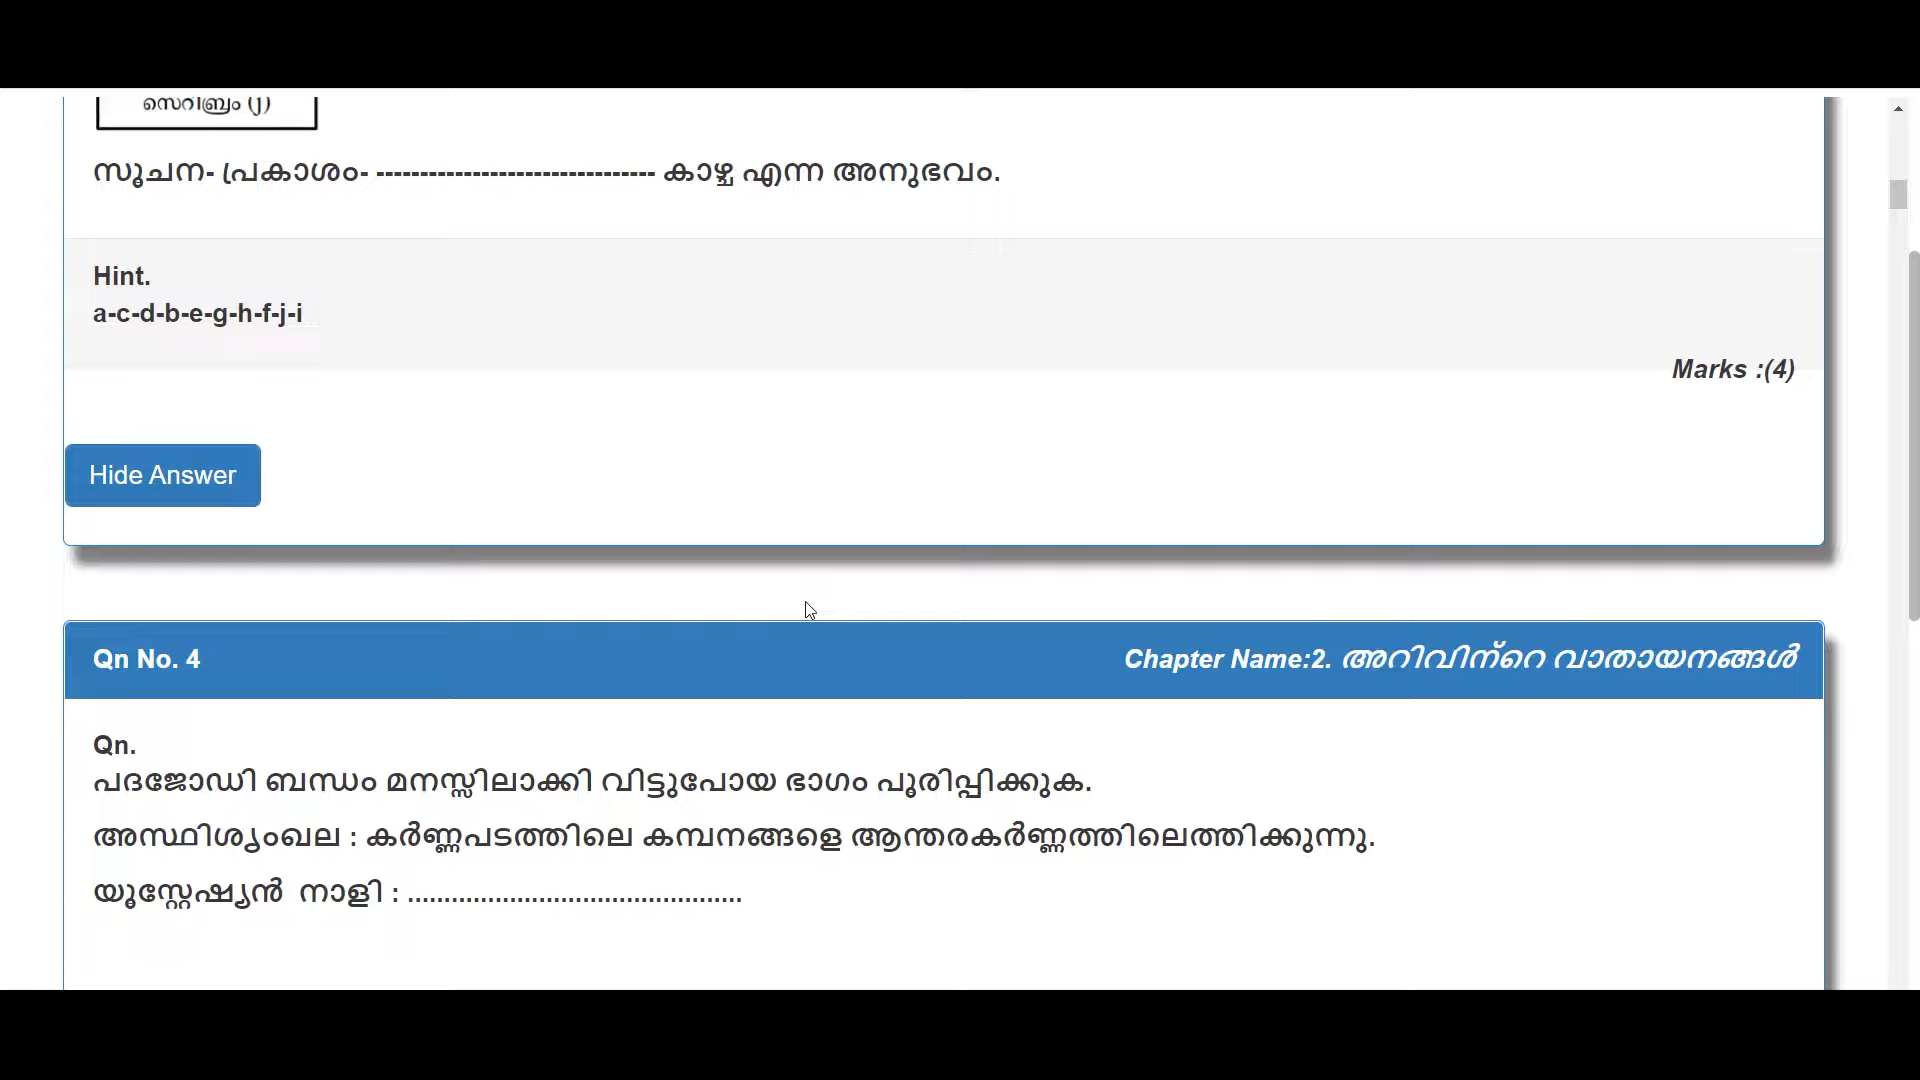 സെറിബ്രം (j)
സൂചന- പ്രകാശം- -------------------------------- കാഴ്ച എന്ന അനുഭവം.
Hint.
a-c-d-b-e-g-h-f-j-i
Marks :(4)
Hide Answer
Qn No. 4
Chapter Name:2. അറിവിന്റെ വാതായനങ്ങൾ
Qn.
പദജോഡി ബന്ധം മനസ്സിലാക്കി വിട്ടുപോയ ഭാഗം പൂരിപ്പിക്കുക.
അസ്ഥിശൃംഖല : കർണ്ണപടത്തിലെ കമ്പനങ്ങളെ ആന്തരകർണ്ണത്തിലെത്തിക്കുന്നു.
യൂസ്റ്റേഷ്യൻ നാളി : ..............................................